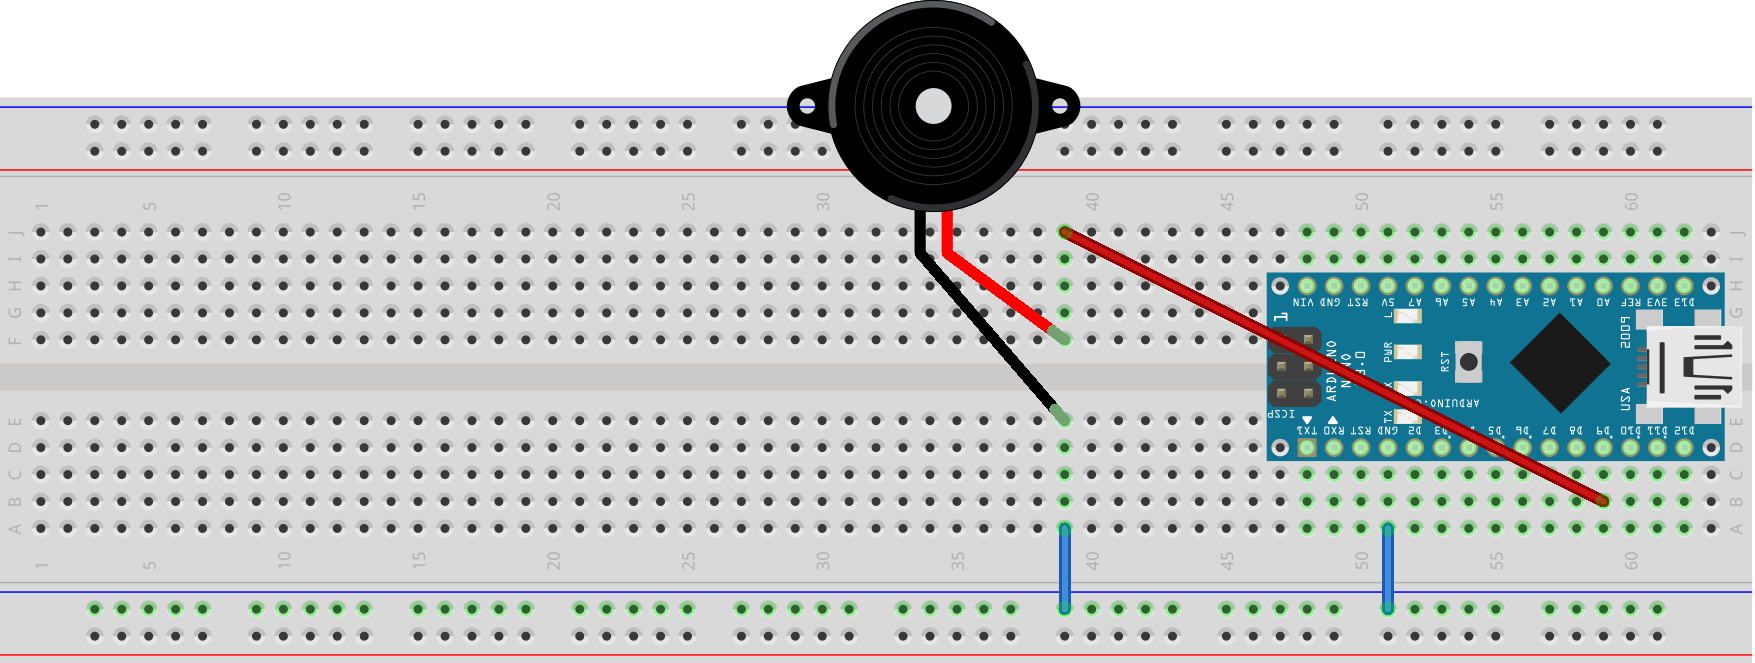 1 5 10 15 20 25 30 35 40 45 50 55 60
J J
I I
H H
G G
F F
VIN GND RST 5V A7 A6 A5 A4 A3 A2 A1 A0 REF 3V3 D13
1
L
PWR
RST
ARDUINO
NANO
V3.0
ICSP
TX
ARDUINO.
USA
TX1 RX0 RST GND D2 D3 D5 D6 D7 D8 D9 D10 D11 D12
E E
D D
C C
B B
A A
1 5 10 15 20 25 30 35 40 45 50 55 60